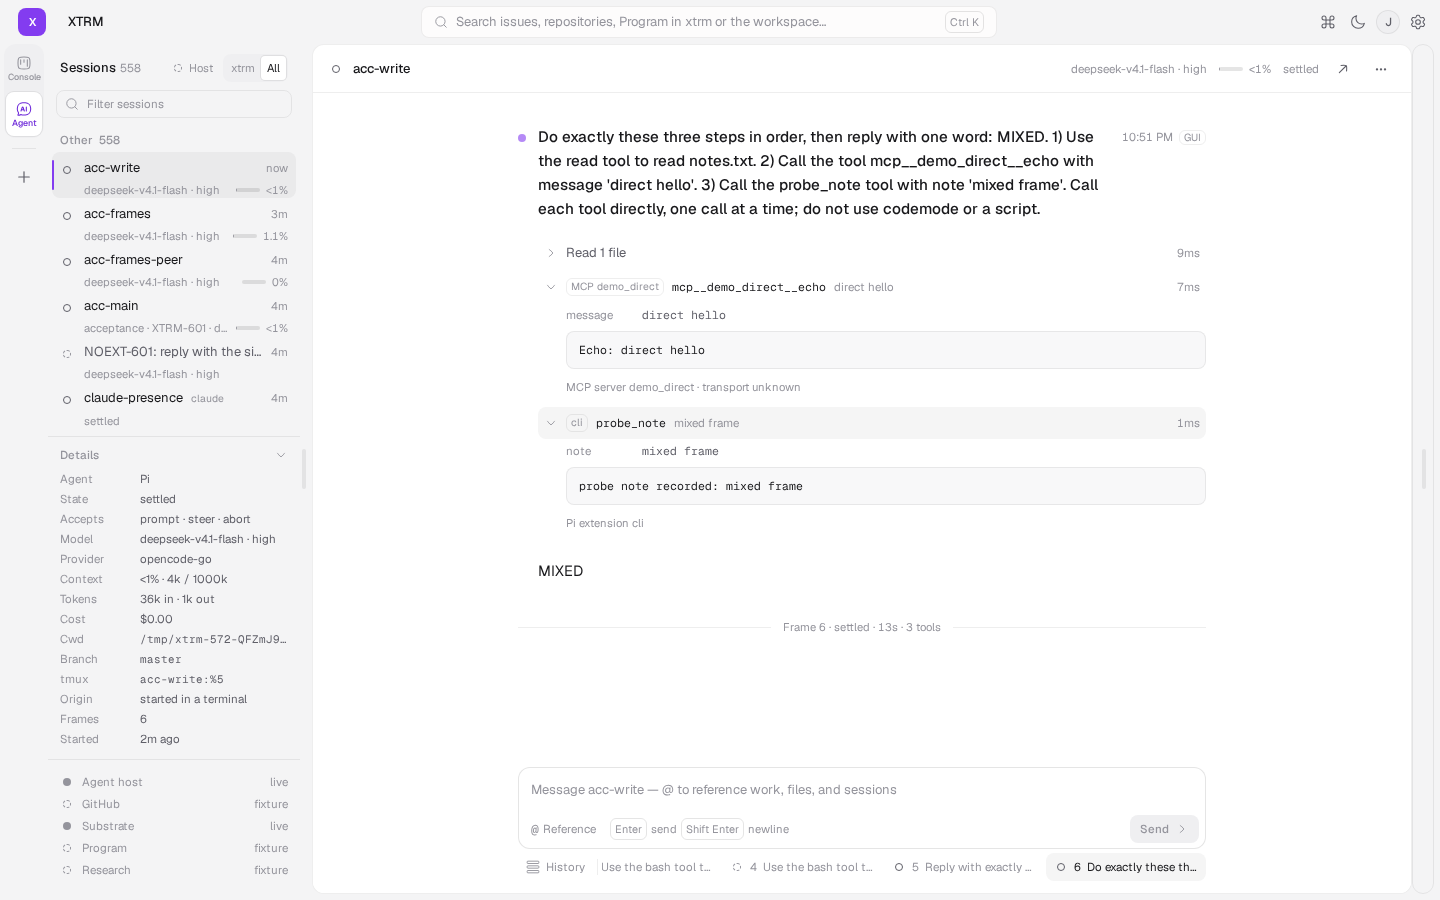 X
XTRM
Search issues, repositories, Program in xtrm or the workspace...
Ctrl K
J
Console
Agent
AI
Sessions 558
Host
xtrm
All
Filter sessions
Other 558
acc-write now
deepseek-v4.1-flash · high <1%
acc-frames 3m
deepseek-v4.1-flash · high 1.1%
acc-frames-peer 4m
deepseek-v4.1-flash · high 0%
acc-main 4m
acceptance · XTRM-601 · d... <1%
NOEXT-601: reply with the si... 4m
deepseek-v4.1-flash · high
claude-presence claude 4m
settled
Details
Agent Pi
State settled
Accepts prompt · steer · abort
Model deepseek-v4.1-flash · high
Provider opencode-go
Context <1% · 4k / 1000k
Tokens 36k in · 1k out
Cost $0.00
Cwd /tmp/xtrm-572-QFZmJ9...
Branch master
tmux acc-write:%5
Origin started in a terminal
Frames 6
Started 2m ago
Agent host live
GitHub fixture
Substrate live
Program fixture
Research fixture
acc-write
deepseek-v4.1-flash · high <1% settled
Do exactly these three steps in order, then reply with one word: MIXED. 1) Use
the read tool to read notes.txt. 2) Call the tool mcp__demo_direct__echo with
message 'direct hello'. 3) Call the probe_note tool with note 'mixed frame'. Call
each tool directly, one call at a time; do not use codemode or a script.
10:51 PM GUI
Read 1 file 9ms
MCP demo_direct mcp__demo_direct__echo direct hello 7ms
message direct hello
Echo: direct hello
MCP server demo_direct · transport unknown
cli probe_note mixed frame 1ms
note mixed frame
probe note recorded: mixed frame
Pi extension cli
MIXED
Frame 6 · settled · 13s · 3 tools
Message acc-write — @ to reference work, files, and sessions
@ Reference Enter send Shift Enter newline
Send
History
Use the bash tool t...
4 Use the bash tool t...
5 Reply with exactly ...
6 Do exactly these th...